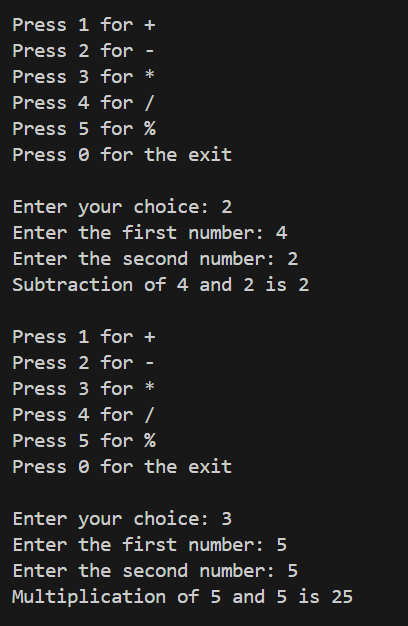 Press 1 for +
Press 2 for -
Press 3 for *
Press 4 for /
Press 5 for %
Press 0 for the exit
Enter your choice: 2
Enter the first number: 4
Enter the second number: 2
Subtraction of 4 and 2 is 2
Press 1 for +
Press 2 for -
Press 3 for *
Press 4 for /
Press 5 for %
Press 0 for the exit
Enter your choice: 3
Enter the first number: 5
Enter the second number: 5
Multiplication of 5 and 5 is 25